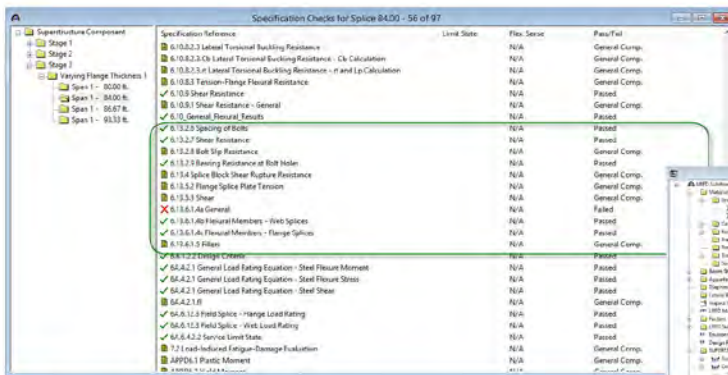 Specification Checks for Splice 84.00 - 56 of 97
Superstructure Component
Stage 1
Stage 2
Stage 3
Varying Flange Thickness 1
Span 1 - 80.00 ft.
Span 1 - 84.00 ft.
Span 1 - 86.67 ft.
Span 1 - 93.33 ft.
Specification Reference Limit State Flex. Sense Pass/Fail
6.10.8.2.3 Lateral Torsional Buckling Resistance N/A General Comp.
6.10.8.2.3.Cb Lateral Torsional Buckling Resistance - Cb Calculation N/A General Comp.
6.10.8.2.3.rt Lateral Torsional Buckling Resistance - rt and Lp Calculation N/A General Comp.
6.10.8.3 Tension-Flange Flexural Resistance N/A General Comp.
6.10.9 Shear Resistance N/A Passed
6.10.9.1 Shear Resistance - General N/A General Comp.
6.10_General_Flexural_Results N/A Passed
6.13.2.6 Spacing of Bolts N/A Passed
6.13.2.7 Shear Resistance N/A Passed
6.13.2.8 Bolt Slip Resistance N/A General Comp.
6.13.2.9 Bearing Resistance at Bolt Holes N/A Passed
6.13.4 Splice Block Shear Rupture Resistance N/A General Comp.
6.13.5.2 Flange Splice Plate Tension N/A General Comp.
6.13.5.3 Shear N/A General Comp.
6.13.6.1.4a General N/A Failed
6.13.6.1.4b Flexural Members - Web Splices N/A Passed
6.13.6.1.4c Flexural Members - Flange Splices N/A Passed
6.13.6.1.5 Fillers N/A General Comp.
6.6.1.2.2 Design Criteria N/A Passed
6A.4.2.1 General Load Rating Equation - Steel Flexure Moment N/A Passed
6A.4.2.1 General Load Rating Equation - Steel Flexure Stress N/A Passed
6A.4.2.1 General Load Rating Equation - Steel Shear N/A Passed
N/A General Comp.
6A.6.12.3 Field Splice - Flange Load Rating N/A Passed
6A.6.12.3 Field Splice - Web Load Rating N/A Passed
6A.6.4.2.2 Service Limit State N/A Passed
7.2 Load-Induced Fatigue-Damage Evaluation N/A General Comp.
APPD6.1 Plastic Moment N/A General Comp.